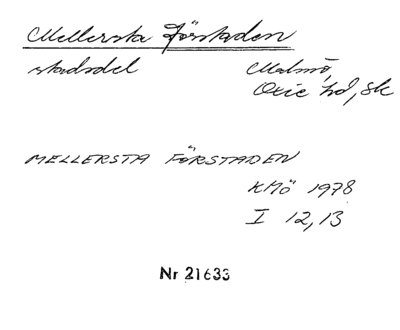 Mellersta Förstaden
stadsdel Malmö,
Oxie hd, Sk
MELLERSTA FÖRSTADEN
KMÖ 1978
I 12, 13
Nr 21633